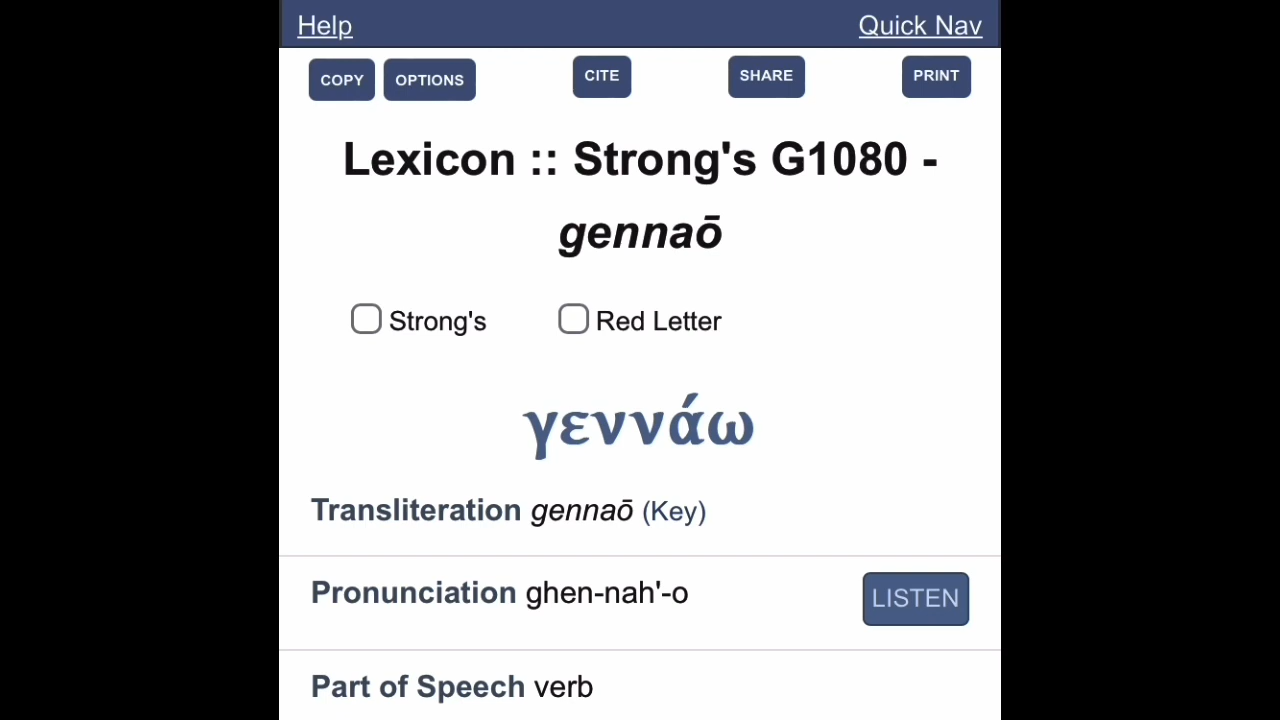 Help Quick Nav
COPY OPTIONS CITE SHARE PRINT
Lexicon :: Strong's G1080 -
gennaō
Strong's Red Letter
γεννάω
Transliteration gennaō (Key)
Pronunciation ghen-nah'-o LISTEN
Part of Speech verb